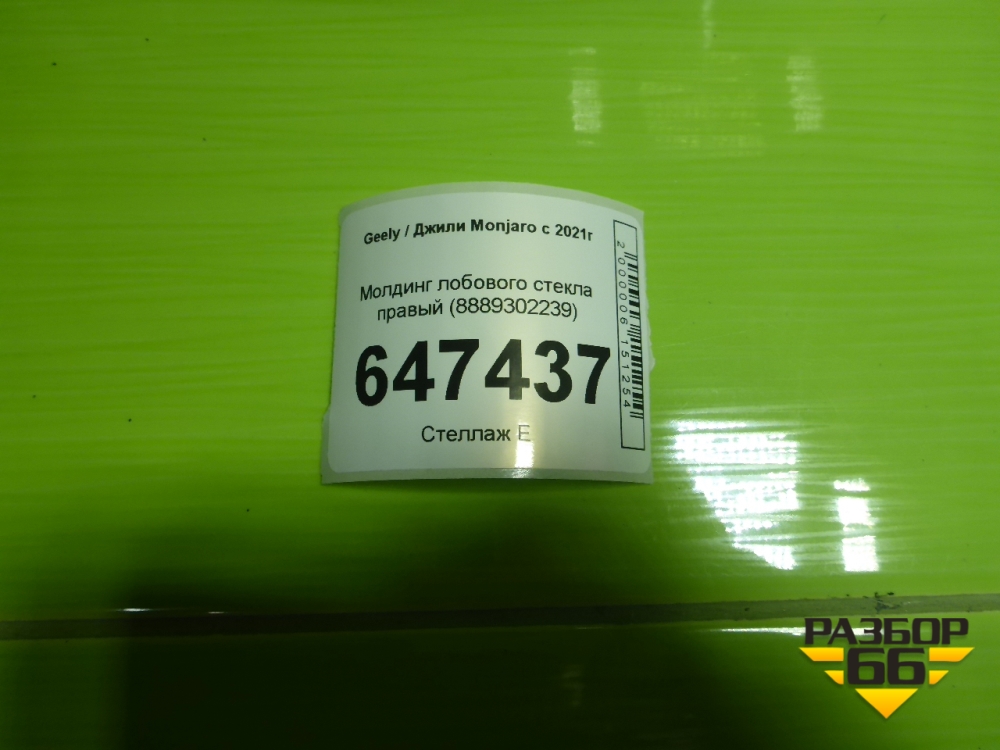 Geely / Джили Monjaro с 2021г
Молдинг лобового стекла
правый (8889302239)
647437
Стеллаж Е
2000006151254
РАЗБОР
66